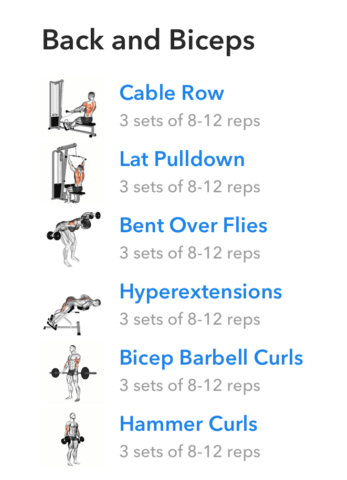 Back and Biceps
Cable Row
3 sets of 8-12 reps
Lat Pulldown
3 sets of 8-12 reps
Bent Over Flies
3 sets of 8-12 reps
Hyperextensions
3 sets of 8-12 reps
Bicep Barbell Curls
3 sets of 8-12 reps
Hammer Curls
3 sets of 8-12 reps